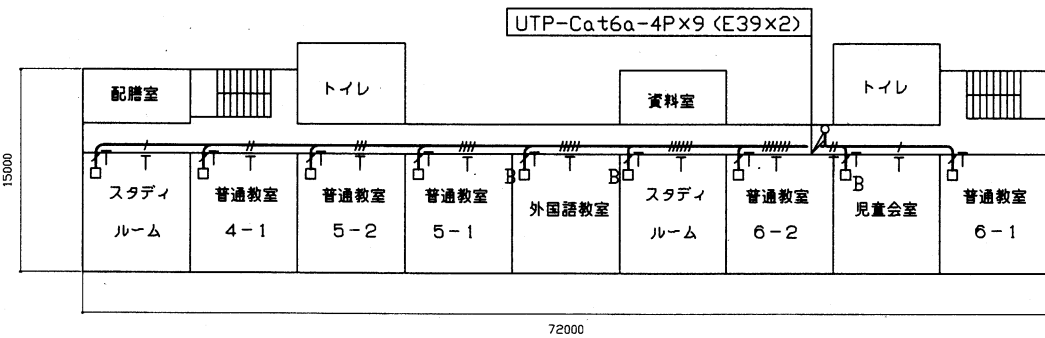 UTP-Cat6a-4P×9 (E39×2)
配膳室
トイレ
資料室
トイレ
15000
B
B
B
スタディ
ルーム
普通教室
4-1
普通教室
5-2
普通教室
5-1
外国語教室
スタディ
ルーム
普通教室
6-2
児童会室
普通教室
6-1
72000